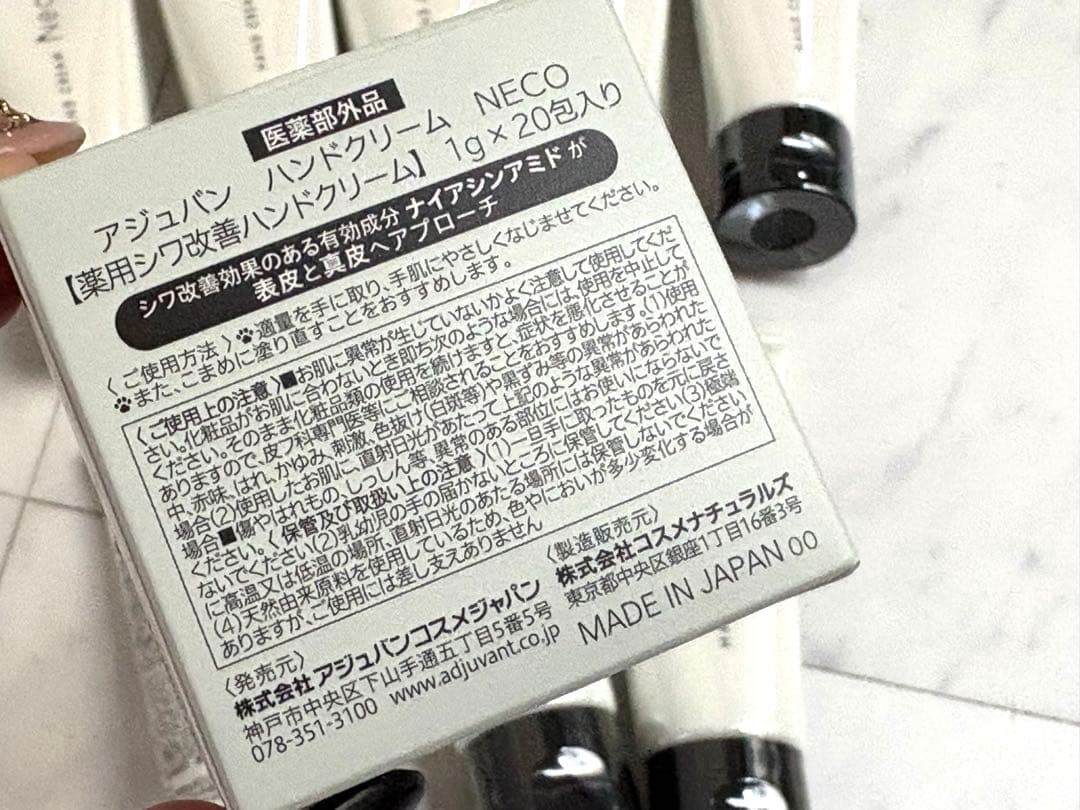 医薬部外品
アジュバン ハンドクリーム NECO
【薬用シワ改善ハンドクリーム】 1g×20包入り
シワ改善効果のある有効成分 ナイアシンアミド が
表皮と真皮へアプローチ
〈ご使用方法〉適量を手に取り、手肌にやさしくなじませてください。
また、こまめに塗り直すことをおすすめします。
〈ご使用上の注意〉■お肌に異常が生じていないかよく注意して使用してくだ
さい。化粧品がお肌に合わないとき即ち次のような場合には、使用を中止して
ください。そのまま化粧品類の使用を続けますと、症状を悪化させることが
ありますので、皮フ科専門医等にご相談されることをおすすめします。(1)使用
中、赤味、はれ、かゆみ、刺激、色抜け(白斑等)や黒ずみ等の異常があらわれた
場合(2)使用したお肌に、直射日光があたって上記のような異常があらわれた
場合■傷やはれもの、しっしん等、異常のある部位にはお使いにならないで
ください。〈保管及び取扱い上の注意〉(1)一旦手に取ったものを元に戻さ
ないでください(2)乳幼児の手の届かないところに保管してください(3)極端
に高温又は低温の場所、直射日光のあたる場所には保管しないでください
(4)天然由来原料を使用しているため、色やにおいが多少変化する場合が
ありますが、ご使用には差し支えありません
〈発売元〉
株式会社 アジュバンコスメジャパン
神戸市中央区下山手通五丁目5番5号
078-351-3100 www.adjuvant.co.jp
〈製造販売元〉
株式会社コスメナチュラルズ
東京都中央区銀座1丁目16番3号
MADE IN JAPAN 00